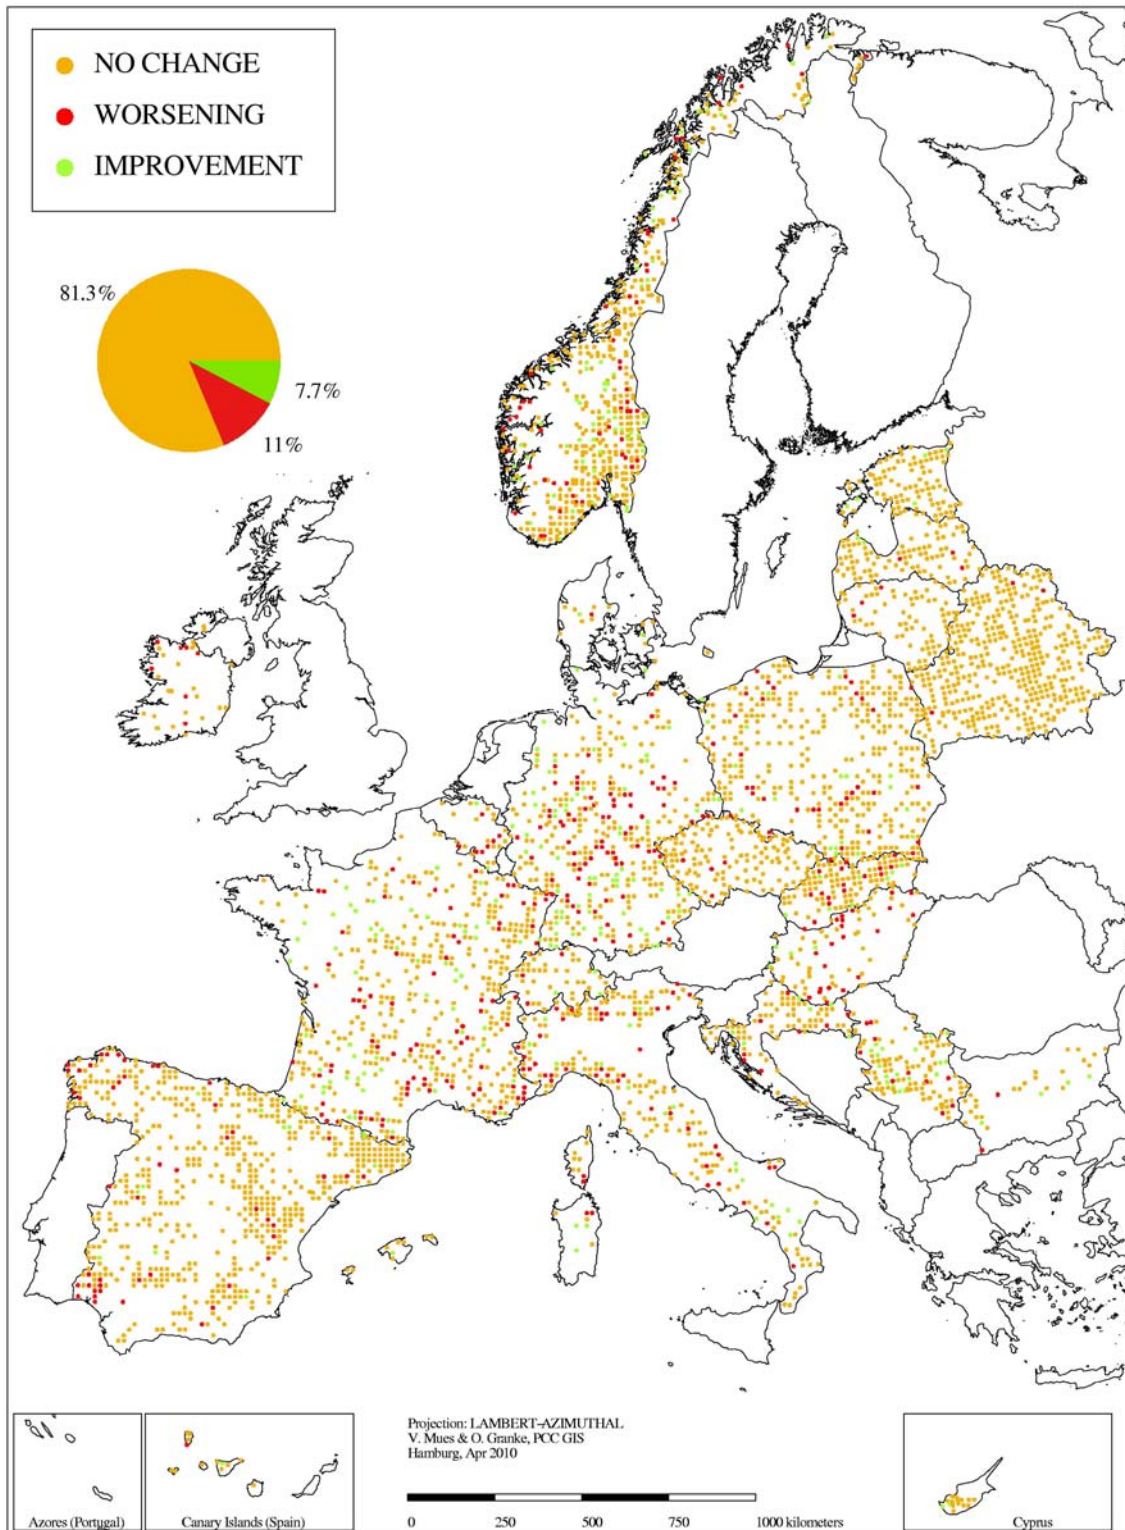 NO CHANGE
WORSENING
IMPROVEMENT
81.3%
7.7%
11%
Projection: LAMBERT-AZIMUTHAL
V. Mues & O. Granke, PCC GIS
Hamburg, Apr 2010
Azores (Portugal)
Canary Islands (Spain)
0 250 500 750 1000 kilometers
Cyprus